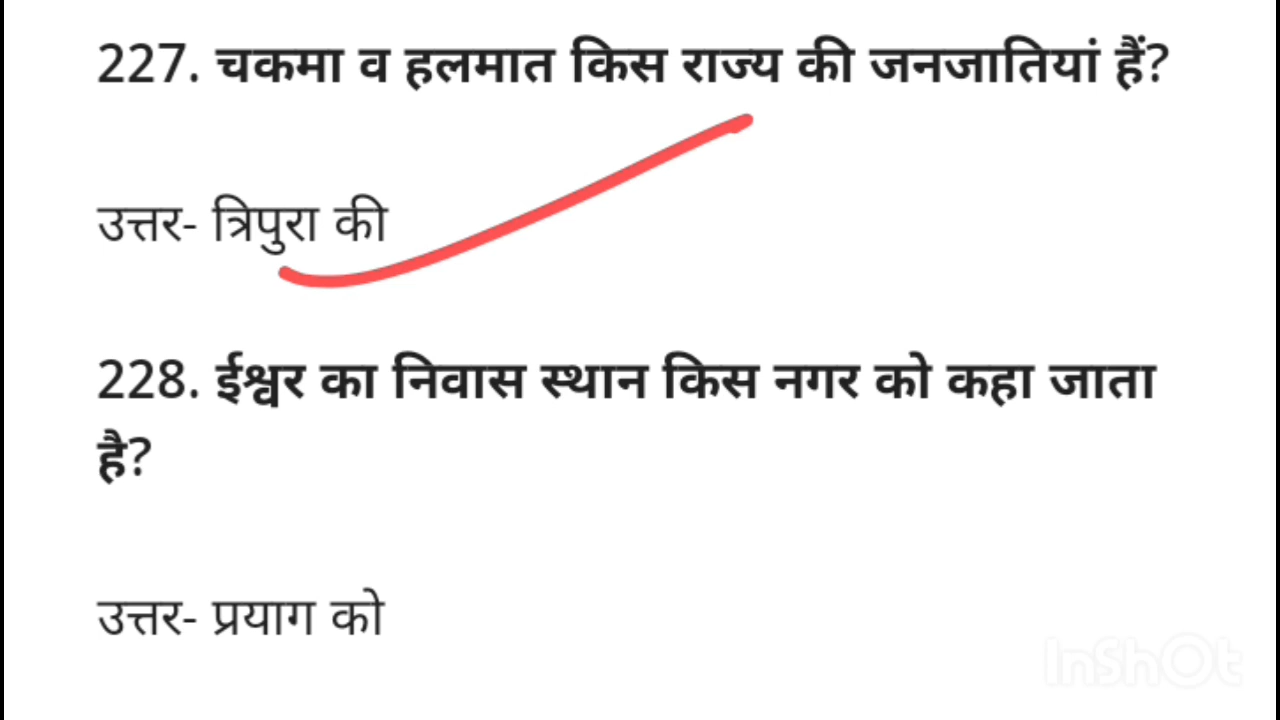 227. चकमा व हलमात किस राज्य की जनजातियां हैं?
उत्तर- त्रिपुरा की
228. ईश्वर का निवास स्थान किस नगर को कहा जाता
है?
उत्तर- प्रयाग को
InShOt